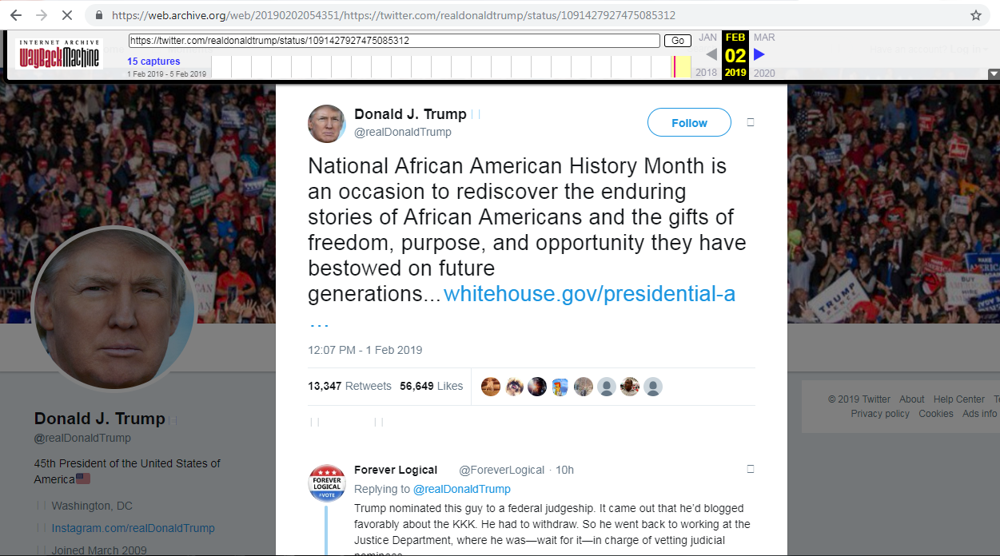 https://web.archive.org/web/20190202054351/https://twitter.com/realdonaldtrump/status/1091427927475085312
INTERNET ARCHIVE
WayBackMachine
https://twitter.com/realdonaldtrump/status/1091427927475085312
Go
JAN
FEB
MAR
15 captures
02
1 Feb 2019 - 5 Feb 2019
2018
2019
2020
Donald J. Trump
@realDonaldTrump
Follow
National African American History Month is
an occasion to rediscover the enduring
stories of African Americans and the gifts of
freedom, purpose, and opportunity they have
bestowed on future
generations...whitehouse.gov/presidential-a
...
12:07 PM - 1 Feb 2019
13,347 Retweets 56,649 Likes
Donald J. Trump
@realDonaldTrump
45th President of the United States of
America
Washington, DC
Instagram.com/realDonaldTrump
Joined March 2009
FOREVER
LOGICAL
#VOTE
Forever Logical @ForeverLogical · 10h
Replying to @realDonaldTrump
Trump nominated this guy to a federal judgeship. It came out that he'd blogged
favorably about the KKK. He had to withdraw. So he went back to working at the
Justice Department, where he was—wait for it—in charge of vetting judicial
nominees
© 2019 Twitter About Help Center
Privacy policy Cookies Ads info
TRUMP
PENCE
BUY
AMERICAN
HIRE